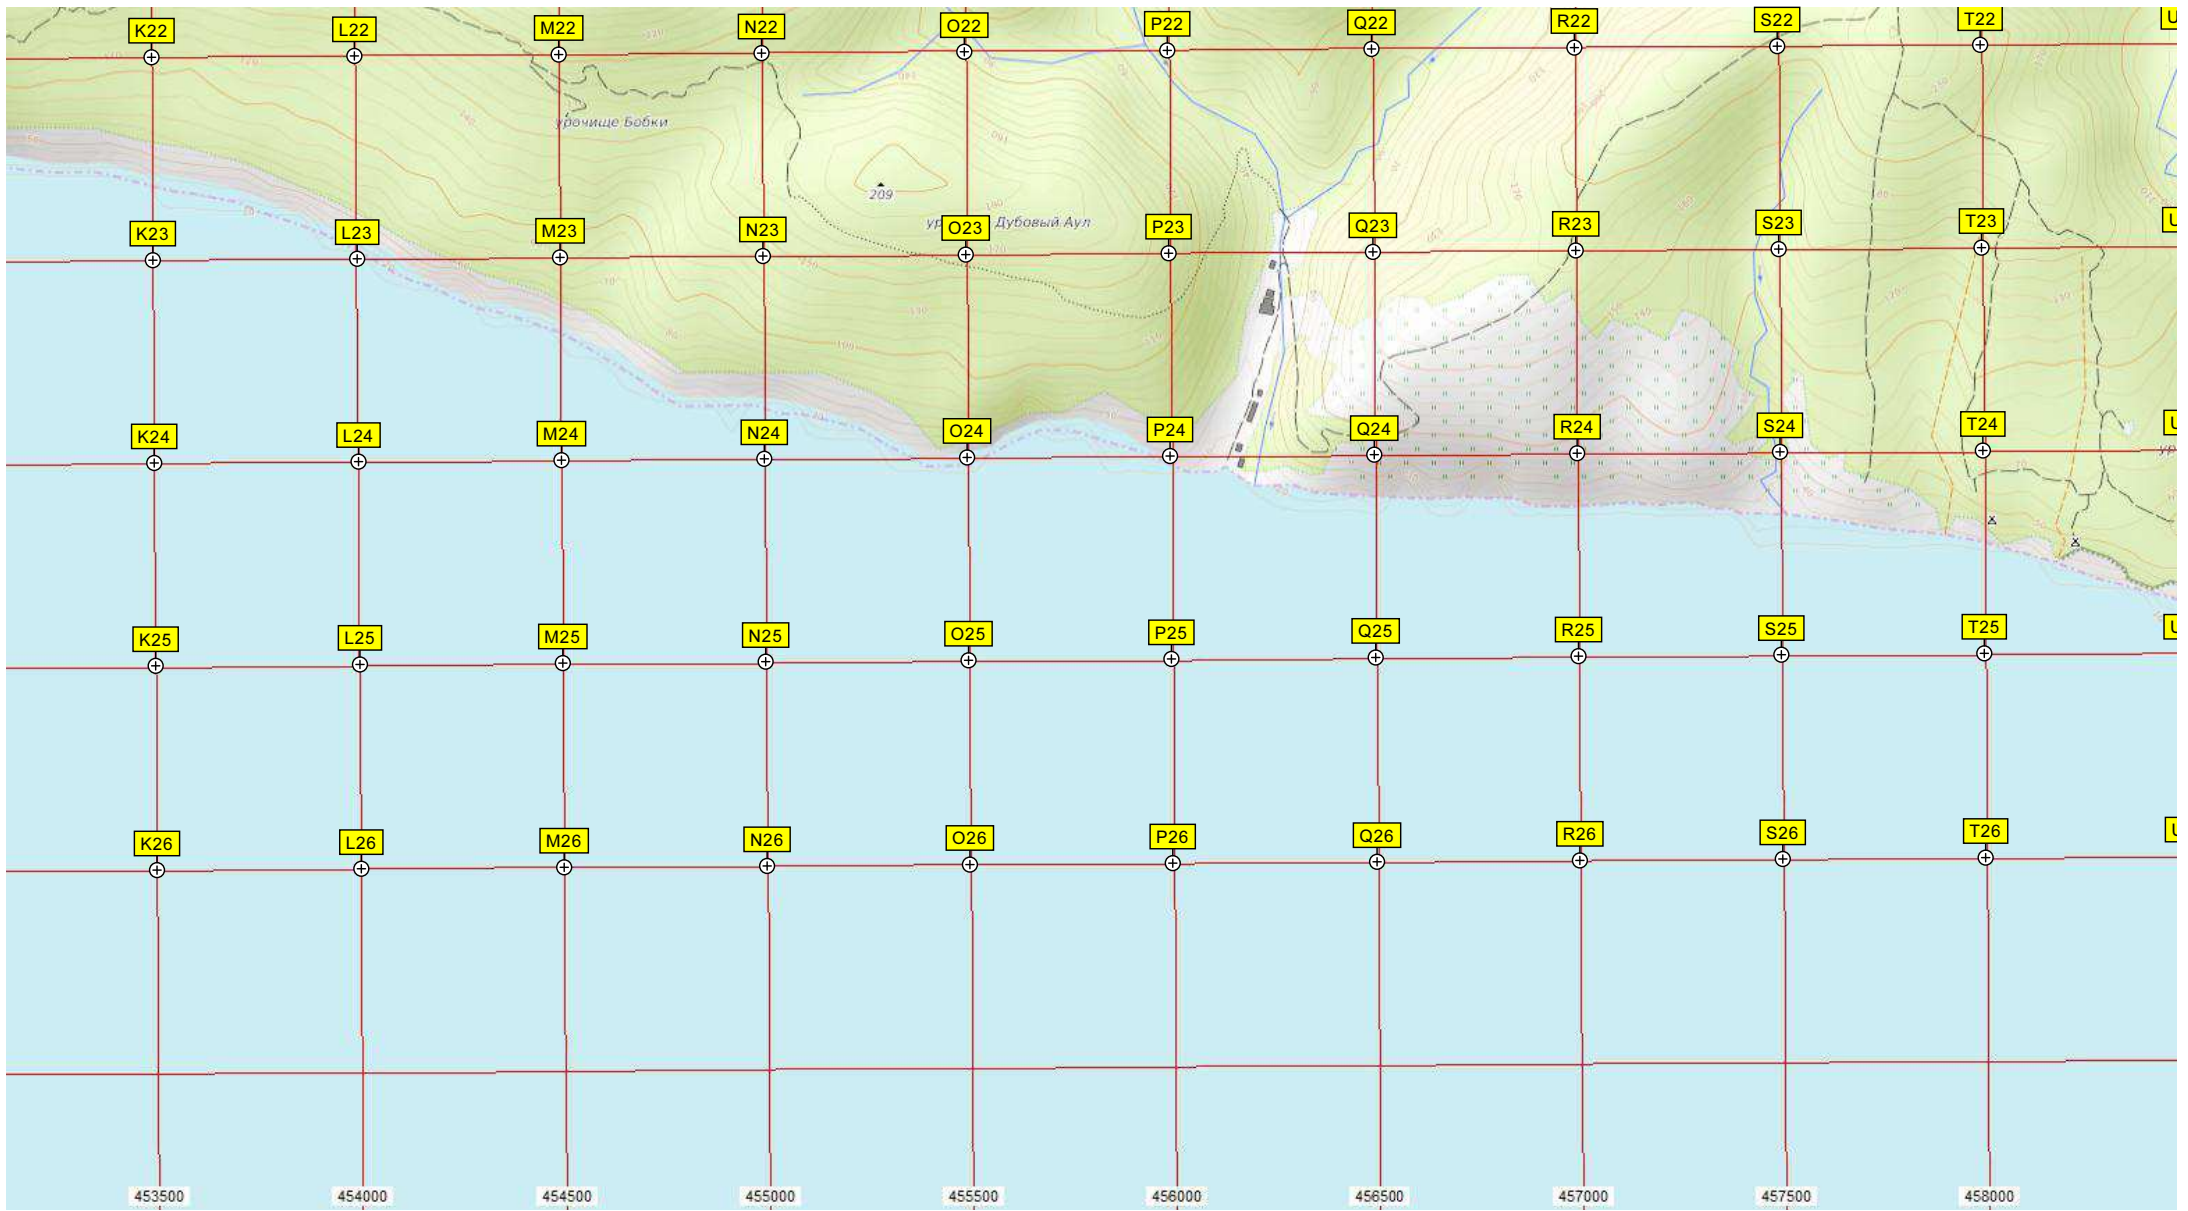 K22 L22 M22 N22 O22 P22 Q22 R22 S22 T22 U
урочище Бобки
209
ур Дубовый Аул
K23 L23 M23 N23 O23 P23 Q23 R23 S23 T23 U
K24 L24 M24 N24 O24 P24 Q24 R24 S24 T24 U
ур
K25 L25 M25 N25 O25 P25 Q25 R25 S25 T25 U
K26 L26 M26 N26 O26 P26 Q26 R26 S26 T26 U
453500 454000 454500 455000 455500 456000 456500 457000 457500 458000